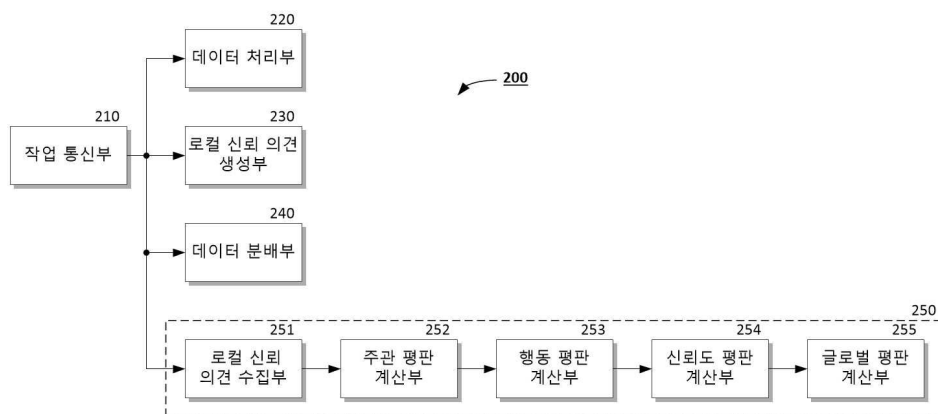 220
데이터 처리부
200
210
작업 통신부
230
로컬 신뢰 의견
생성부
240
데이터 분배부
250
251
로컬 신뢰
의견 수집부
252
주관 평판
계산부
253
행동 평판
계산부
254
신뢰도 평판
계산부
255
글로벌 평판
계산부